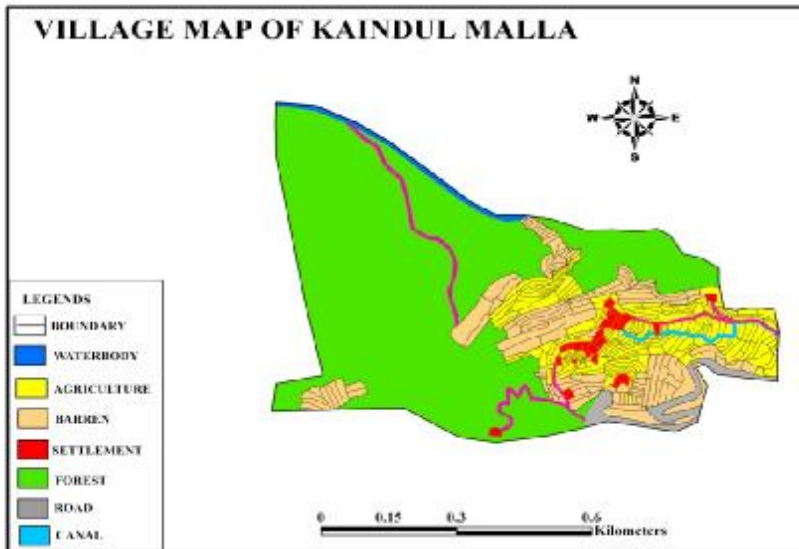 VILLAGE MAP OF KAINDUL MALLA
N
W E
S
LEGENDS
BOUNDARY
WATERBODY
AGRICULTURE
BARREN
SETTLEMENT
FOREST
ROAD
CANAL
0 0.15 0.3 0.6
Kilometers